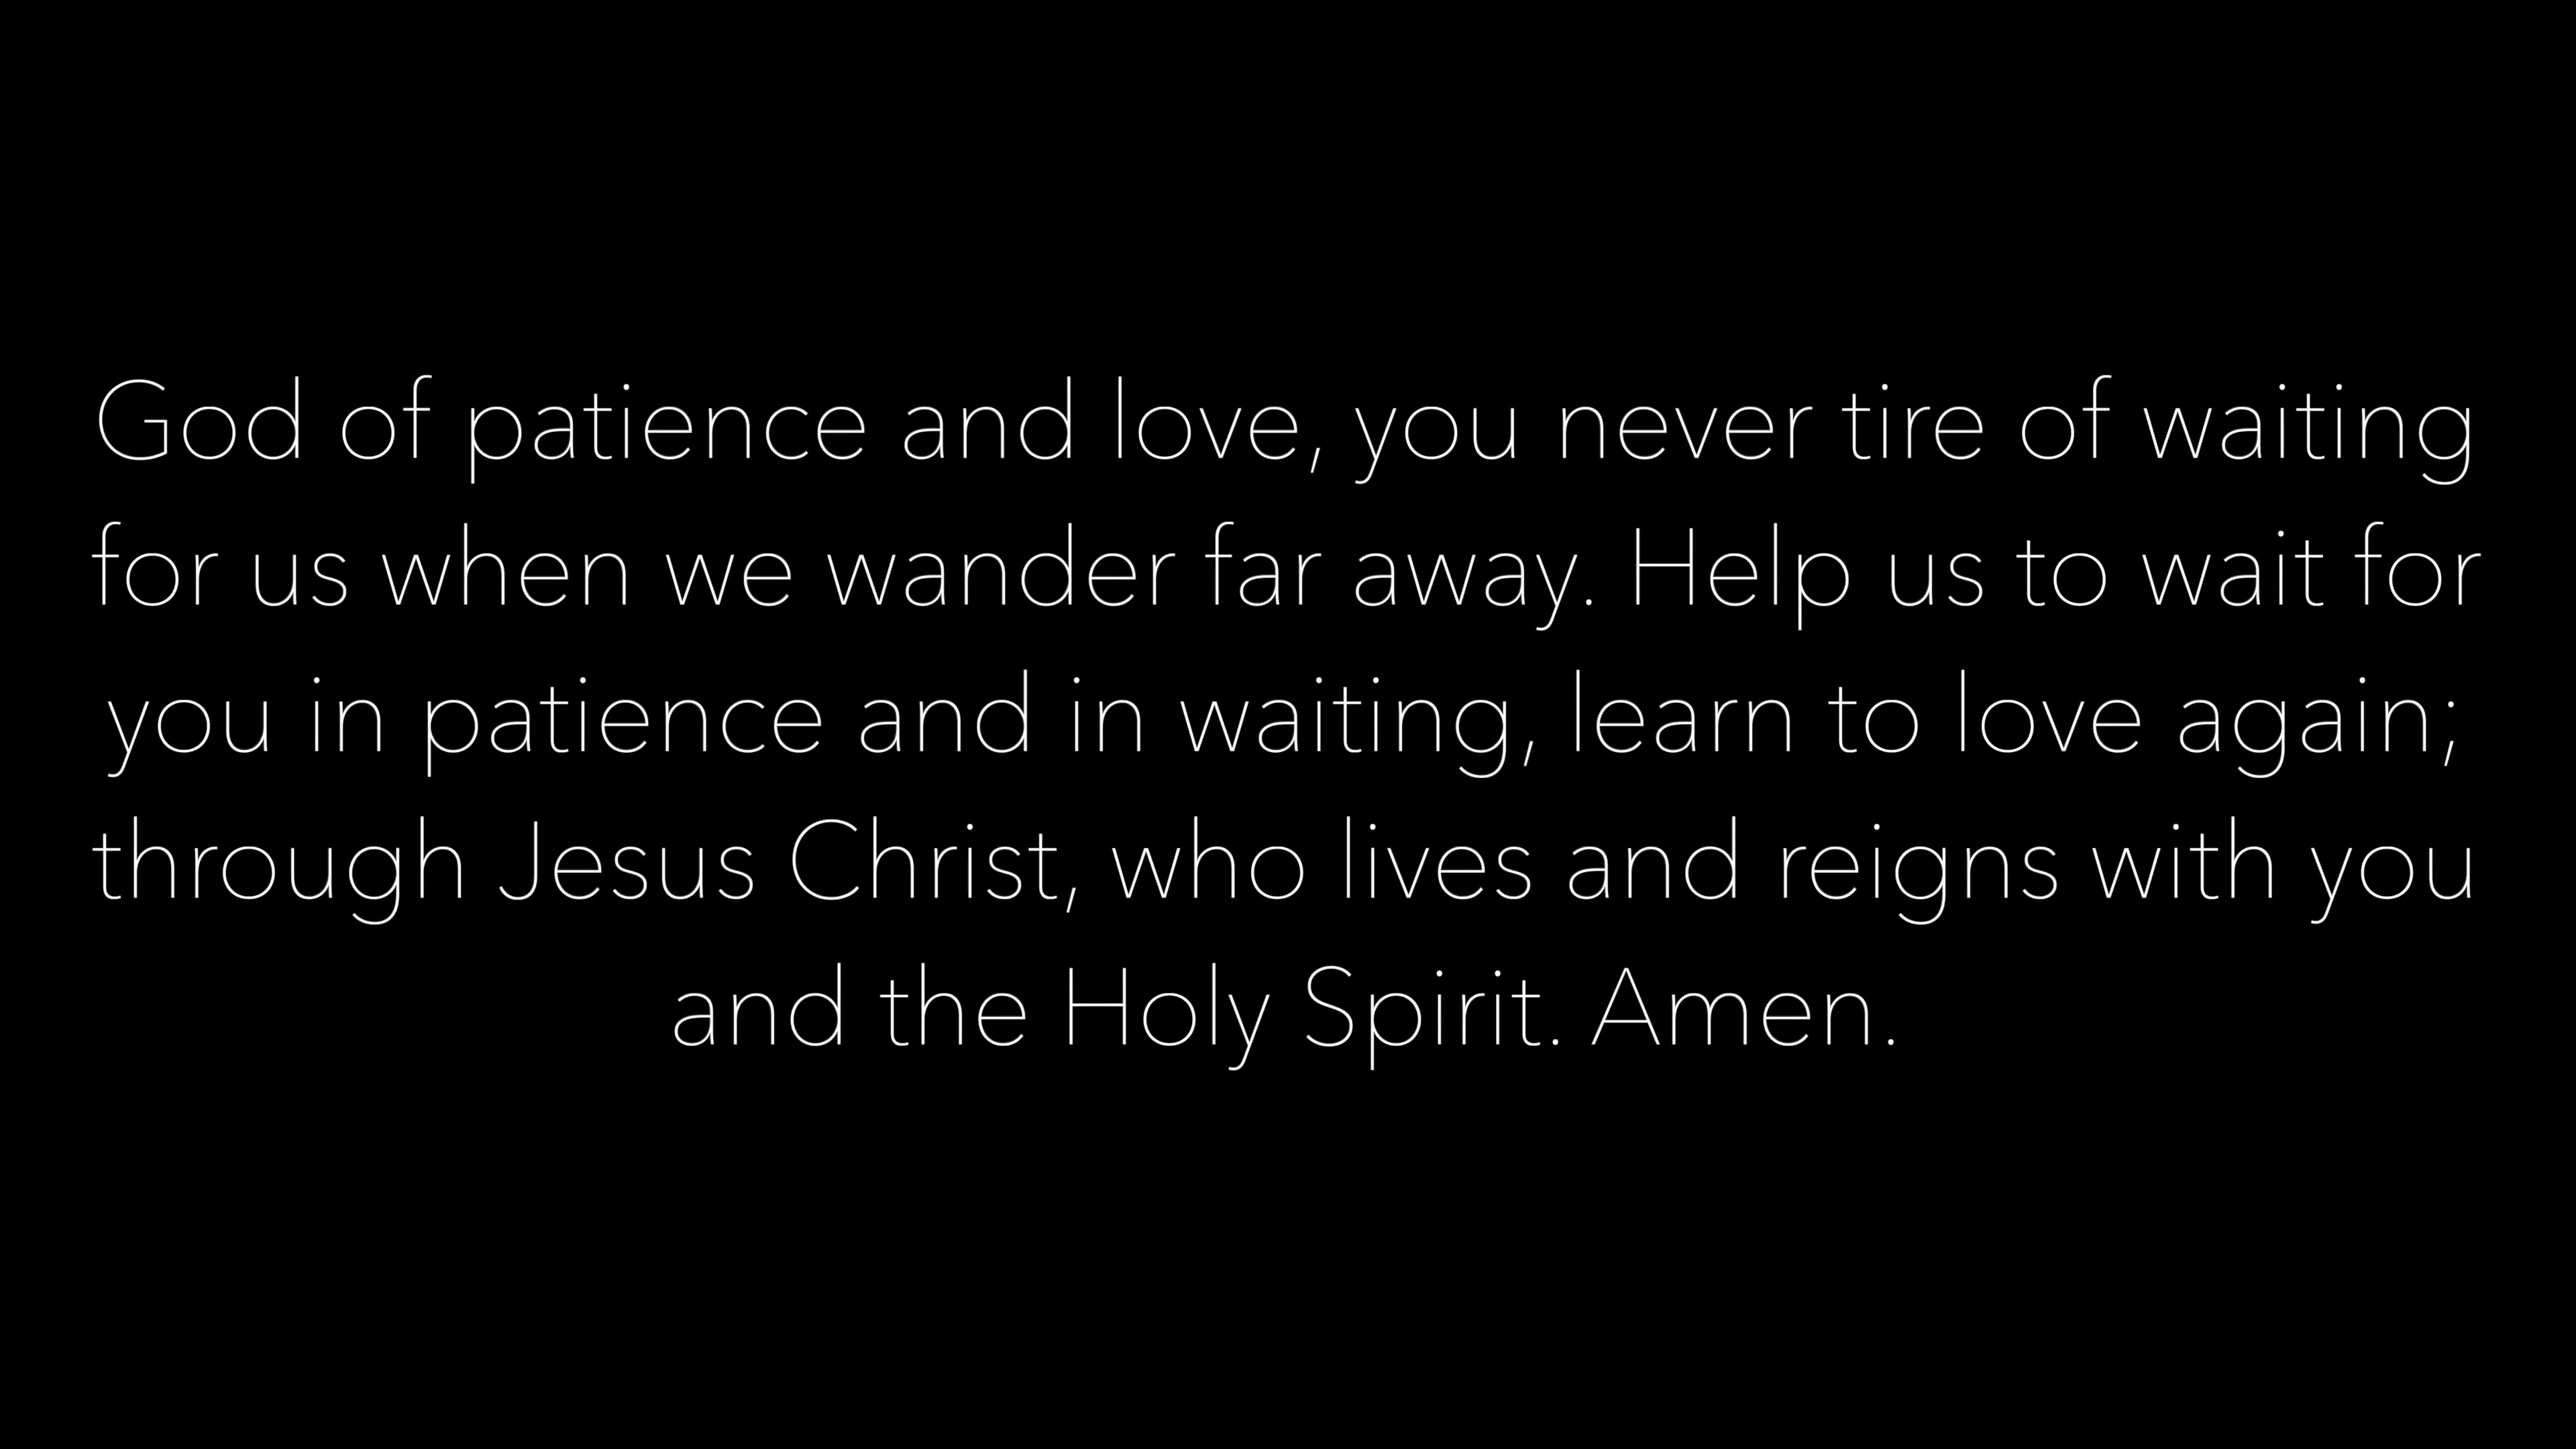 God of patience and love, you never tire of waiting
for us when we wander far away. Help us to wait for
you in patience and in waiting, learn to love again;
through Jesus Christ, who lives and reigns with you
and the Holy Spirit. Amen.